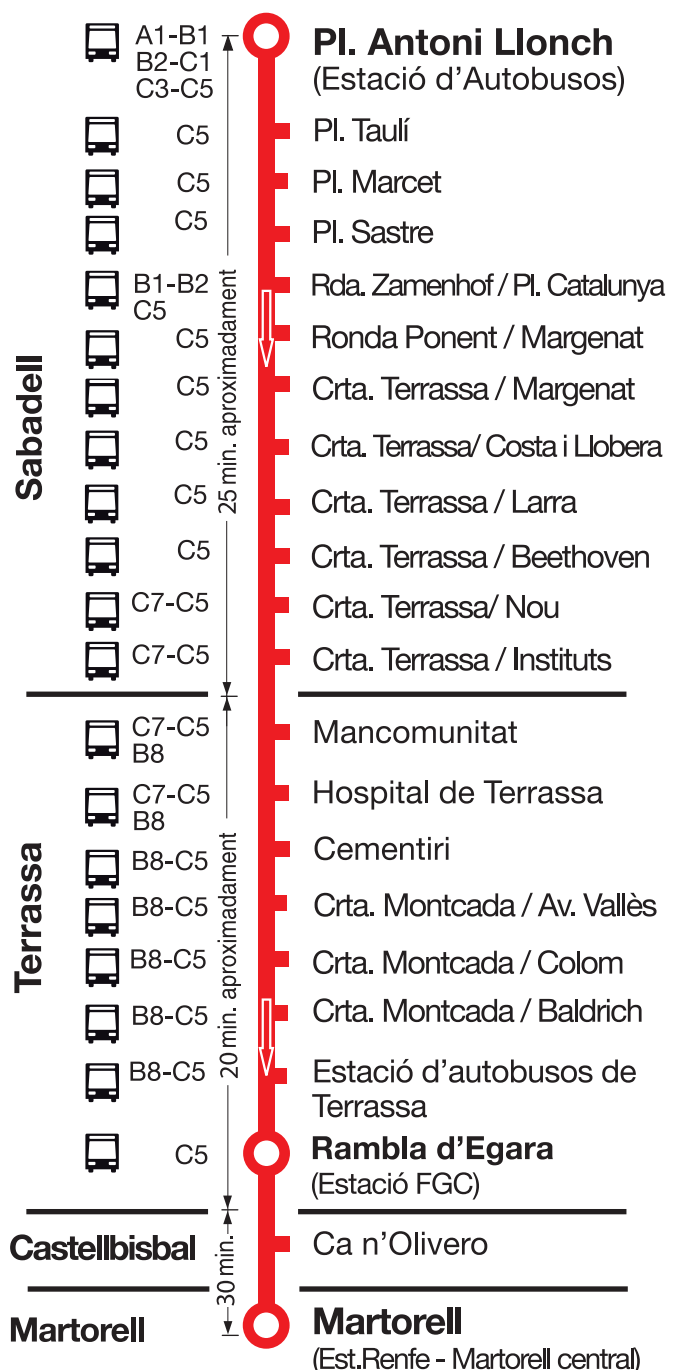 A1-B1
B2-C1
C3-C5
Pl. Antoni Llonch
(Estació d'Autobusos)
C5
Pl. Taulí
C5
Pl. Marcet
C5
Pl. Sastre
B1-B2
C5
Rda. Zamenhof / Pl. Catalunya
C5
Ronda Ponent / Margenat
C5
Crta. Terrassa / Margenat
C5
Crta. Terrassa/ Costa i Llobera
C5
Crta. Terrassa / Larra
C5
Crta. Terrassa / Beethoven
C7-C5
Crta. Terrassa/ Nou
C7-C5
Crta. Terrassa / Instituts
Sabadell
25 min. aproximadament
C7-C5
B8
Mancomunitat
C7-C5
B8
Hospital de Terrassa
B8-C5
Cementiri
B8-C5
Crta. Montcada / Av. Vallès
B8-C5
Crta. Montcada / Colom
B8-C5
Crta. Montcada / Baldrich
B8-C5
Estació d'autobusos de
Terrassa
C5
Rambla d'Egara
(Estació FGC)
Terrassa
20 min. aproximadament
Castellbisbal
Ca n'Olivero
30 min.
Martorell
Martorell
(Est.Renfe - Martorell central)